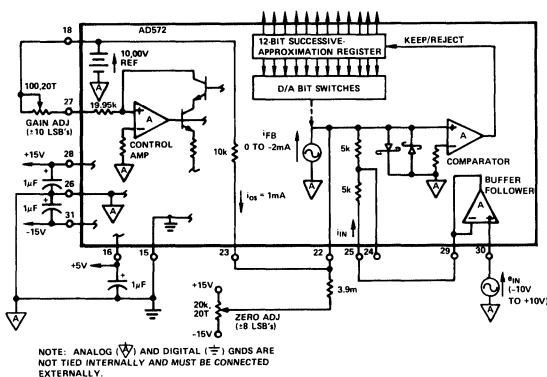 18
AD572
10,00V
REF
12-BIT SUCCESSIVE-
APPROXIMATION REGISTER
KEEP/REJECT
D/A BIT SWITCHES
100,20T
27
19.95k
GAIN ADJ
(±10 LSB's)
A
CONTROL
AMP
10k
iFB
0 TO -2mA
5k
5k
A
COMPARATOR
BUFFER
FOLLOWER
A
+15V
28
1μF
26
1μF
-15V
31
iOS = 1mA
iIN
16
15
23
22
25
24
29
30
+5V
1μF
3.9m
+15V
20k,
20T
-15V
ZERO ADJ
(±8 LSB's)
eIN
(-10V
TO +10V)
A
A
A
A
A
A
A
NOTE: ANALOG (A) AND DIGITAL (⏚) GNDS ARE
NOT TIED INTERNALLY AND MUST BE CONNECTED
EXTERNALLY.